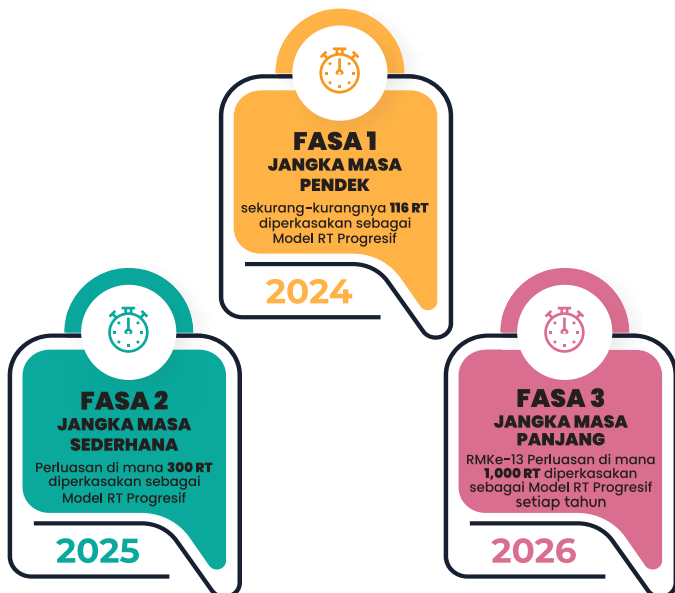 FASA 1
JANGKA MASA
PENDEK
sekurang-kurangnya 116 RT
diperkasakan sebagai
Model RT Progresif
2024
FASA 2
JANGKA MASA
SEDERHANA
Perluasan di mana 300 RT
diperkasakan sebagai
Model RT Progresif
2025
FASA 3
JANGKA MASA
PANJANG
RMKe-13 Perluasan di mana
1,000 RT diperkasakan
sebagai Model RT Progresif
setiap tahun
2026